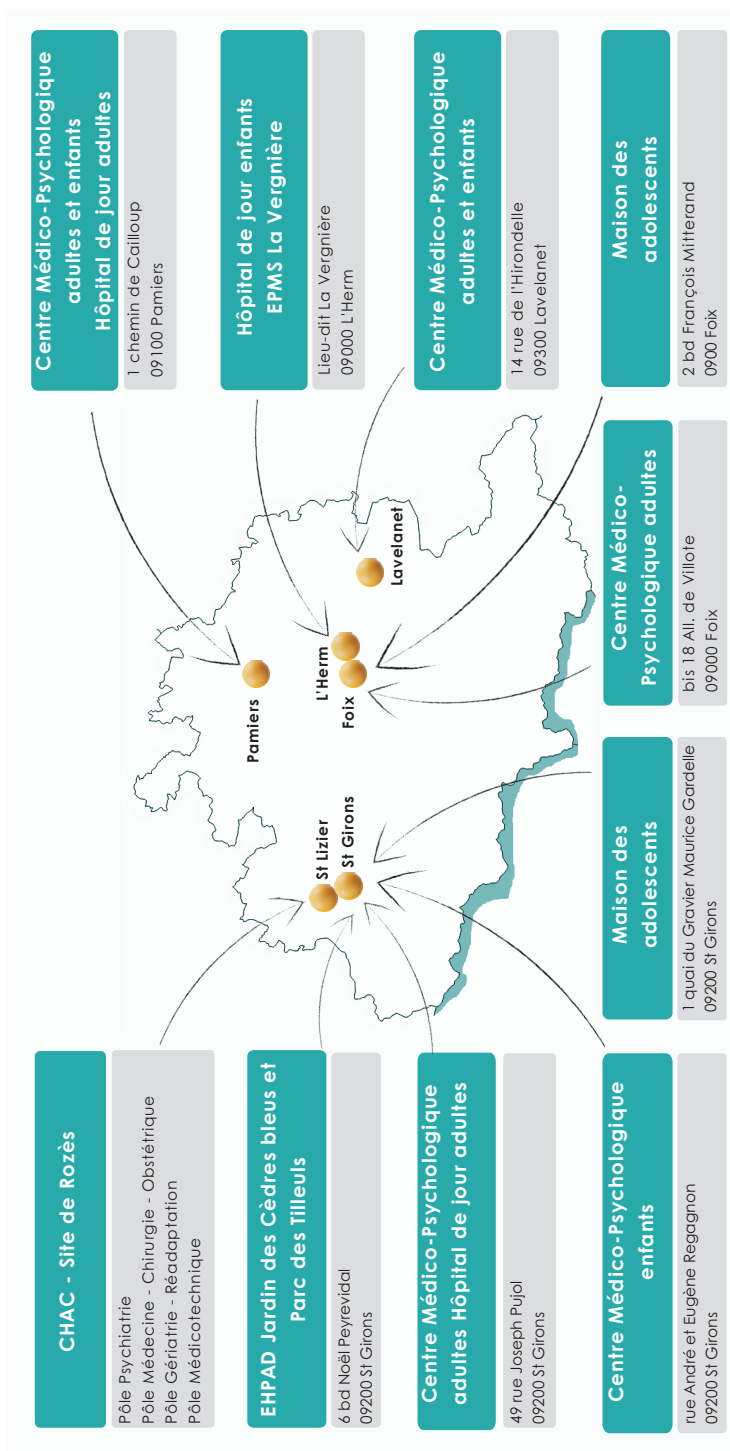 CHAC - Site de Rozès
Pôle Psychiatrie
Pôle Médecine - Chirurgie - Obstétrique
Pôle Gériatrie - Réadaptation
Pôle Médicotechnique
EHPAD Jardin des Cèdres bleus et
Parc des Tilleuls
6 bd Noël Peyrevidal
09200 St Girons
Centre Médico-Psychologique
adultes Hôpital de jour adultes
49 rue Joseph Pujol
09200 St Girons
Centre Médico-Psychologique
enfants
rue André et Eugène Regagnon
09200 St Girons
Maison des
adolescents
1 quai du Gravier Maurice Gardelle
09200 St Girons
Centre Médico-
Psychologique adultes
bis 18 All. de Villote
09000 Foix
Centre Médico-Psychologique
adultes et enfants
Hôpital de jour adultes
1 chemin de Cailloup
09100 Pamiers
Hôpital de jour enfants
EPMS La Vergnière
Lieu-dit La Vergnière
09000 L'Herm
Centre Médico-Psychologique
adultes et enfants
14 rue de l'Hirondelle
09300 Lavelanet
Maison des
adolescents
2 bd François Mitterand
0900 Foix
Pamiers
L'Herm
Foix
Lavelanet
St Lizier
St Girons